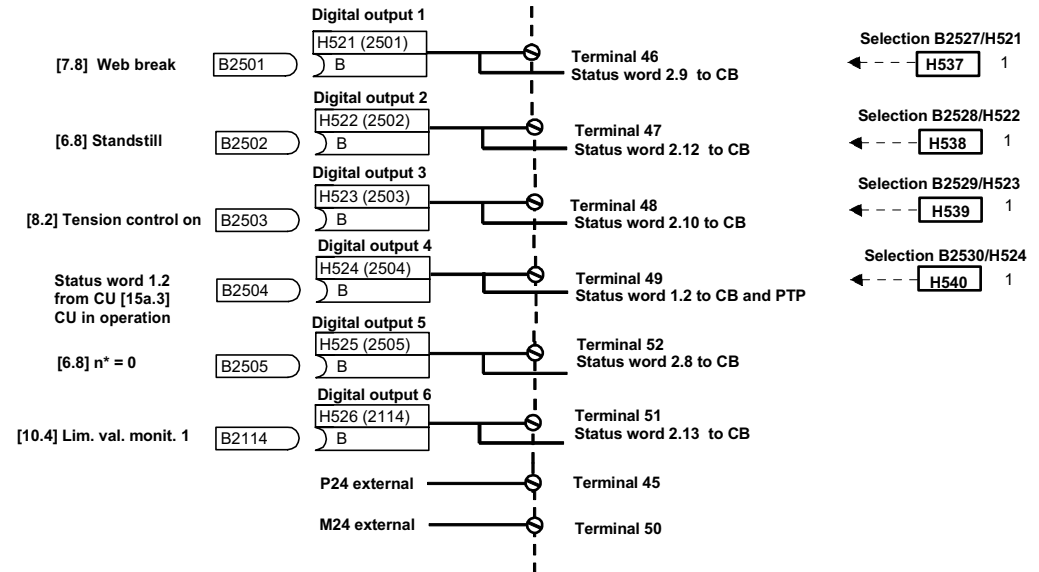 Digital output 1
H521 (2501)
B
[7.8] Web break
B2501
Terminal 46
Status word 2.9 to CB
Selection B2527/H521
H537
1
Digital output 2
H522 (2502)
B
[6.8] Standstill
B2502
Terminal 47
Status word 2.12 to CB
Selection B2528/H522
H538
1
Digital output 3
H523 (2503)
B
[8.2] Tension control on
B2503
Terminal 48
Status word 2.10 to CB
Selection B2529/H523
H539
1
Digital output 4
H524 (2504)
B
Status word 1.2
from CU [15a.3]
CU in operation
B2504
Terminal 49
Status word 1.2 to CB and PTP
Selection B2530/H524
H540
1
Digital output 5
H525 (2505)
B
[6.8] n* = 0
B2505
Terminal 52
Status word 2.8 to CB
Digital output 6
H526 (2114)
B
[10.4] Lim. val. monit. 1
B2114
Terminal 51
Status word 2.13 to CB
P24 external
Terminal 45
M24 external
Terminal 50